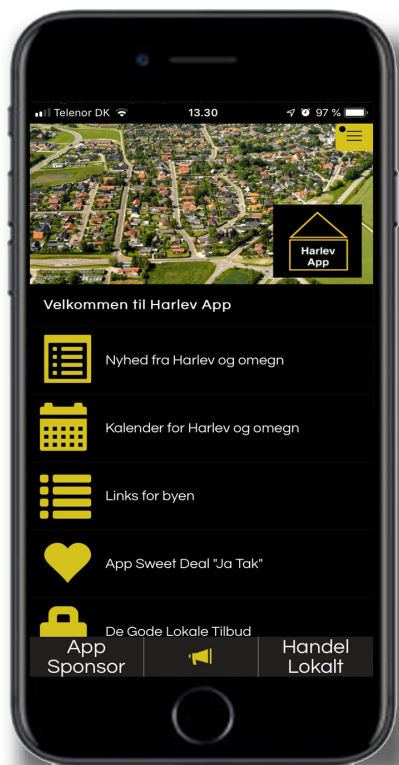 Telenor DK 13.30 97 %
Harlev
App
Velkommen til Harlev App
Nyhed fra Harlev og omegn
Kalender for Harlev og omegn
Links for byen
App Sweet Deal "Ja Tak"
De Gode Lokale Tilbud
App
Sponsor
Handel
Lokalt